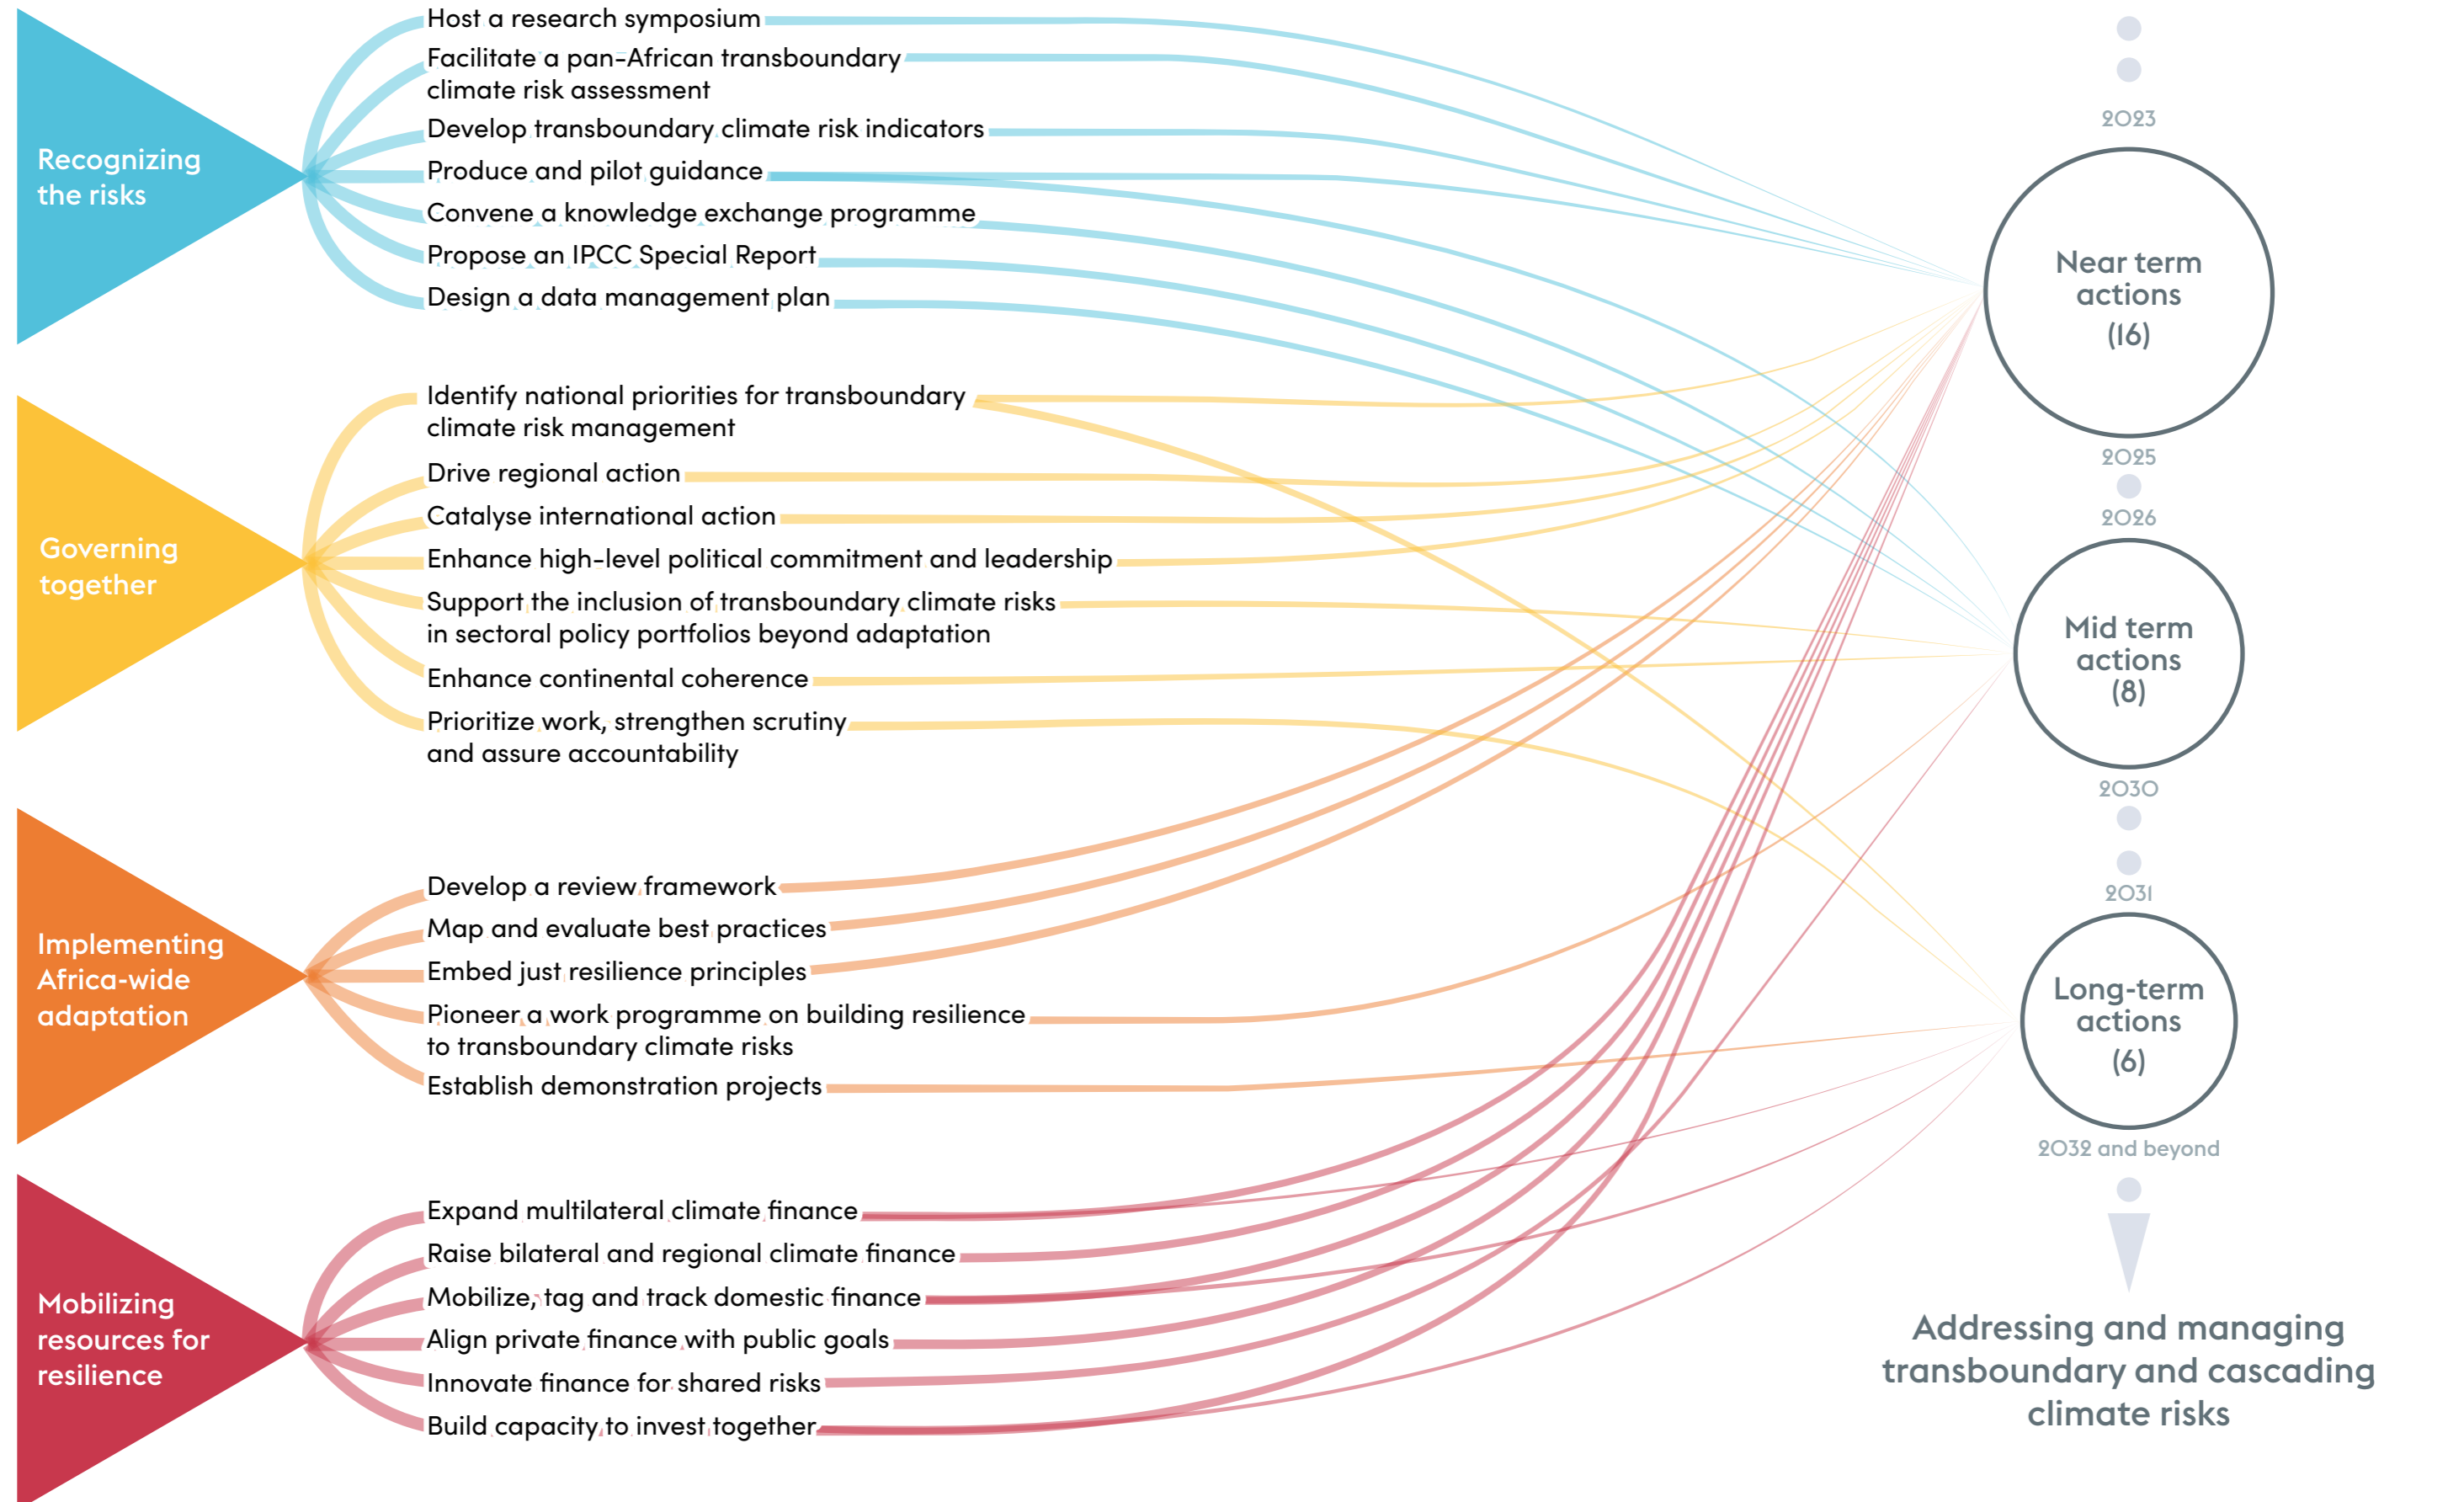 Recognizing
the risks
Host a research symposium
Facilitate a pan-African transboundary
climate risk assessment
Develop transboundary climate risk indicators
Produce and pilot guidance
Convene a knowledge exchange programme
Propose an IPCC Special Report
Design a data management plan
Governing
together
Identify national priorities for transboundary
climate risk management
Drive regional action
Catalyse international action
Enhance high-level political commitment and leadership
Support the inclusion of transboundary climate risks
in sectoral policy portfolios beyond adaptation
Enhance continental coherence
Prioritize work, strengthen scrutiny
and assure accountability
Implementing
Africa-wide
adaptation
Develop a review framework
Map and evaluate best practices
Embed just resilience principles
Pioneer a work programme on building resilience
to transboundary climate risks
Establish demonstration projects
Mobilizing
resources for
resilience
Expand multilateral climate finance
Raise bilateral and regional climate finance
Mobilize, tag and track domestic finance
Align private finance with public goals
Innovate finance for shared risks
Build capacity to invest together
2023
Near term
actions
(16)
2025
2026
Mid term
actions
(8)
2030
2031
Long-term
actions
(6)
2032 and beyond
Addressing and managing
transboundary and cascading
climate risks